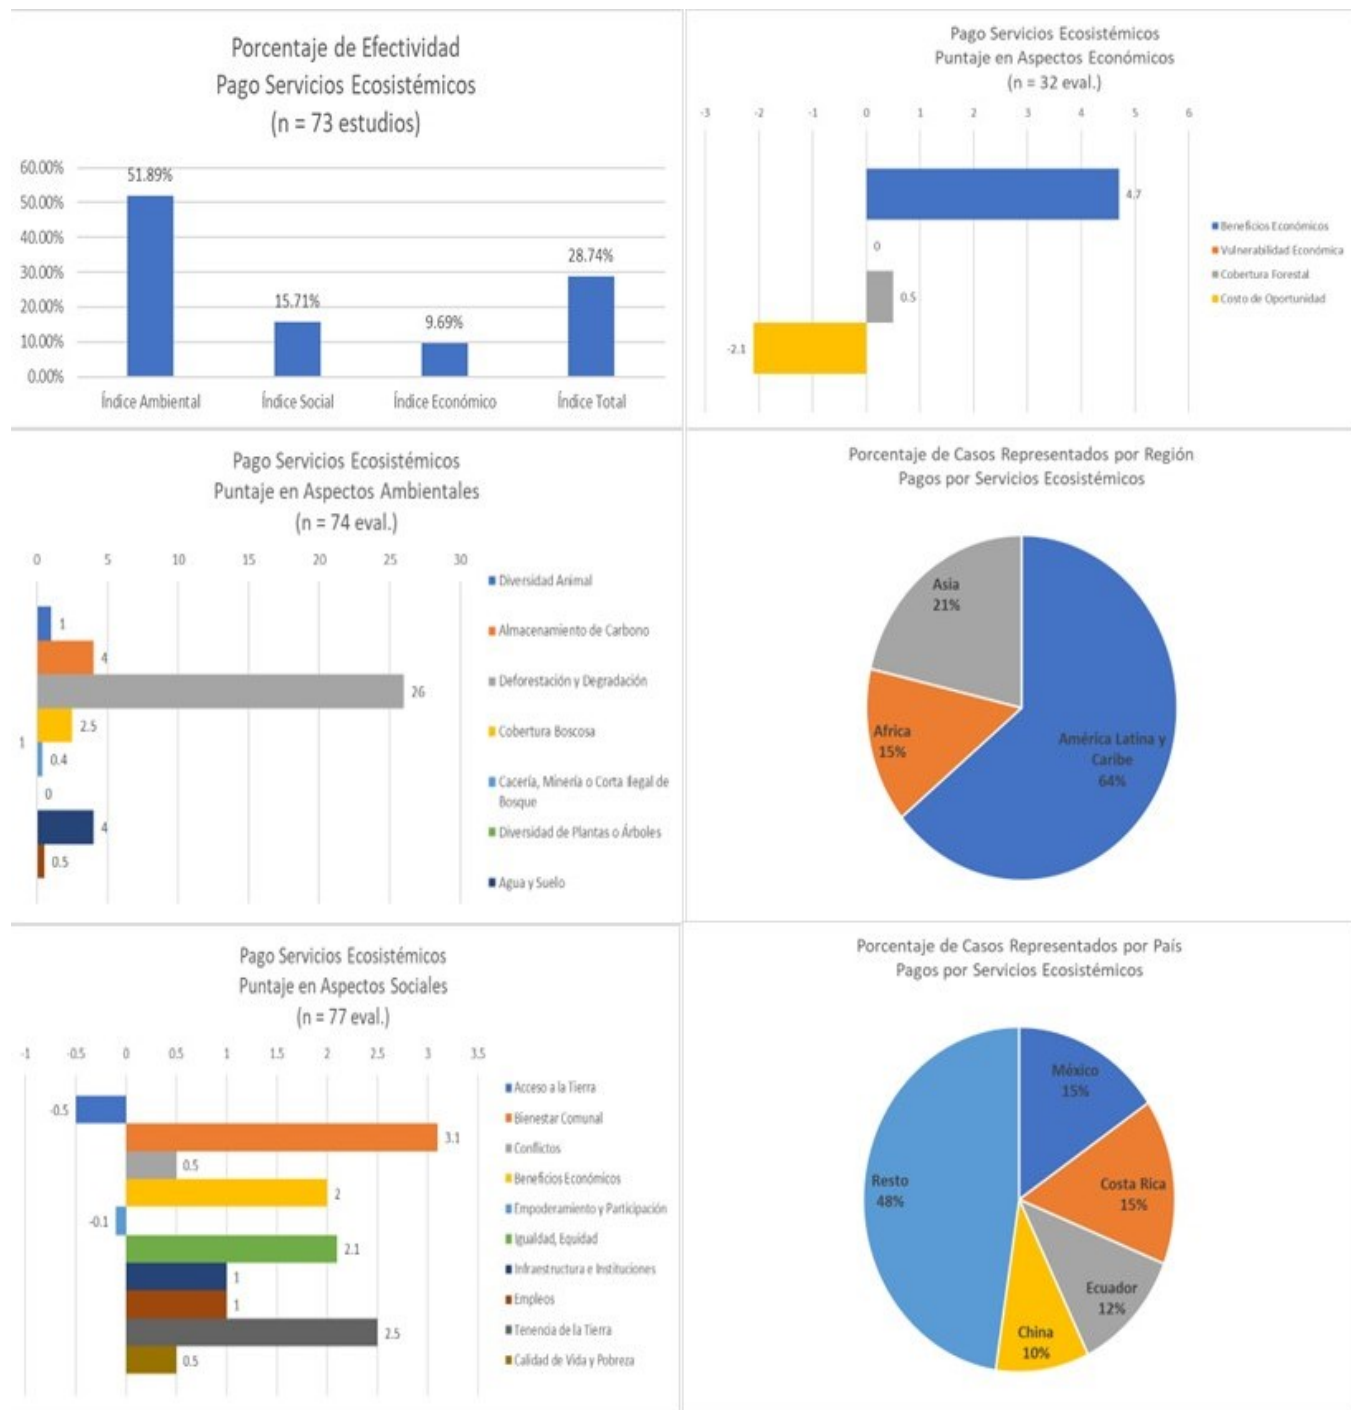 Porcentaje de Efectividad
Pago Servicios Ecosistémicos
(n = 73 estudios)
60.00%
50.00%
40.00%
30.00%
20.00%
10.00%
0.00%
51.89%
15.71%
9.69%
28.74%
Índice Ambiental
Índice Social
Índice Económico
Índice Total
Pago Servicios Ecosistémicos
Puntaje en Aspectos Económicos
(n = 32 eval.)
-3 -2 -1 0 1 2 3 4 5 6
4.7
0
0.5
-2.1
Beneficios Económicos
Vulnerabilidad Económica
Cobertura Forestal
Costo de Oportunidad
Pago Servicios Ecosistémicos
Puntaje en Aspectos Ambientales
(n = 74 eval.)
0 5 10 15 20 25 30
1
4
26
2.5
1
0.4
0
4
0.5
Diversidad Animal
Almacenamiento de Carbono
Deforestación y Degradación
Cobertura Boscosa
Cacería, Minería o Corta Ilegal de
Bosque
Diversidad de Plantas o Árboles
Agua y Suelo
Porcentaje de Casos Representados por Región
Pagos por Servicios Ecosistémicos
Asia
21%
Africa
15%
América Latina y
Caribe
64%
Pago Servicios Ecosistémicos
Puntaje en Aspectos Sociales
(n = 77 eval.)
-1 -0.5 0 0.5 1 1.5 2 2.5 3 3.5
-0.5
3.1
0.5
2
-0.1
2.1
1
1
2.5
0.5
Acceso a la Tierra
Bienestar Comunal
Conflictos
Beneficios Económicos
Empoderamiento y Participación
Igualdad, Equidad
Infraestructura e Instituciones
Empleos
Tenencia de la Tierra
Calidad de Vida y Pobreza
Porcentaje de Casos Representados por País
Pagos por Servicios Ecosistémicos
México
15%
Costa Rica
15%
Ecuador
12%
China
10%
Resto
48%